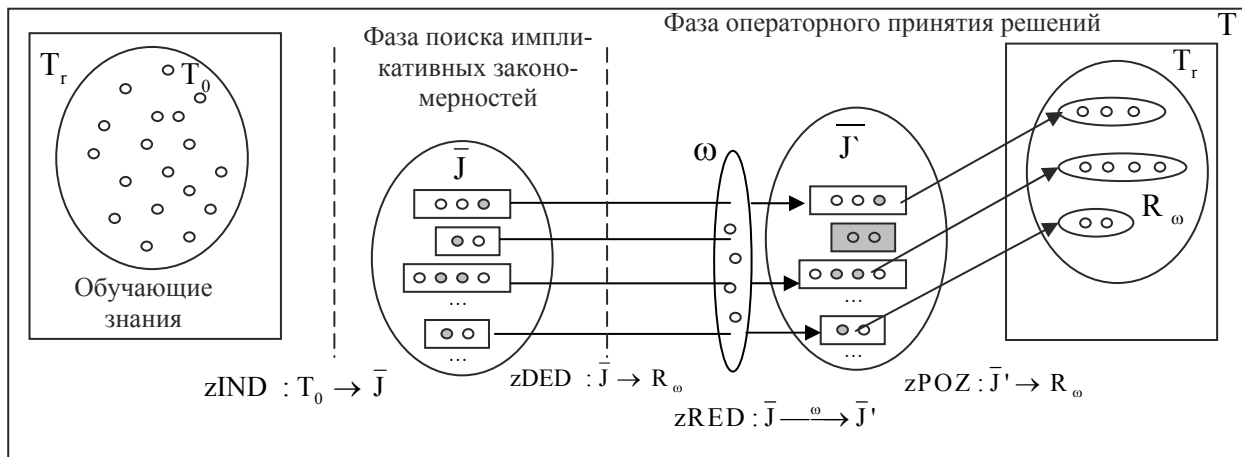 Фаза операторного принятия решений
T
Фаза поиска импли-
кативных законо-
мерностей
T_r
T_0
Обучающие
знания
J̄
...
...
ω
J̄`
...
...
T_r
R_ω
zIND : T_0 → J̄
zDED : J̄ → R_ω
zPOZ : J̄' → R_ω
zRED : J̄ —ω→ J̄'